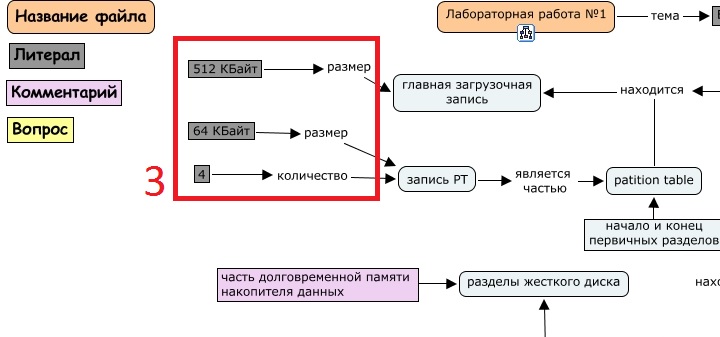 Название файла
Литерал
Комментарий
Вопрос
Лабораторная работа №1
тема
512 КБайт
размер
главная загрузочная
запись
находится
64 КБайт
размер
3
4
количество
запись PT
является
частью
patition table
начало и конец
первичных разделов
часть долговременной памяти
накопителя данных
разделы жесткого диска
нахо